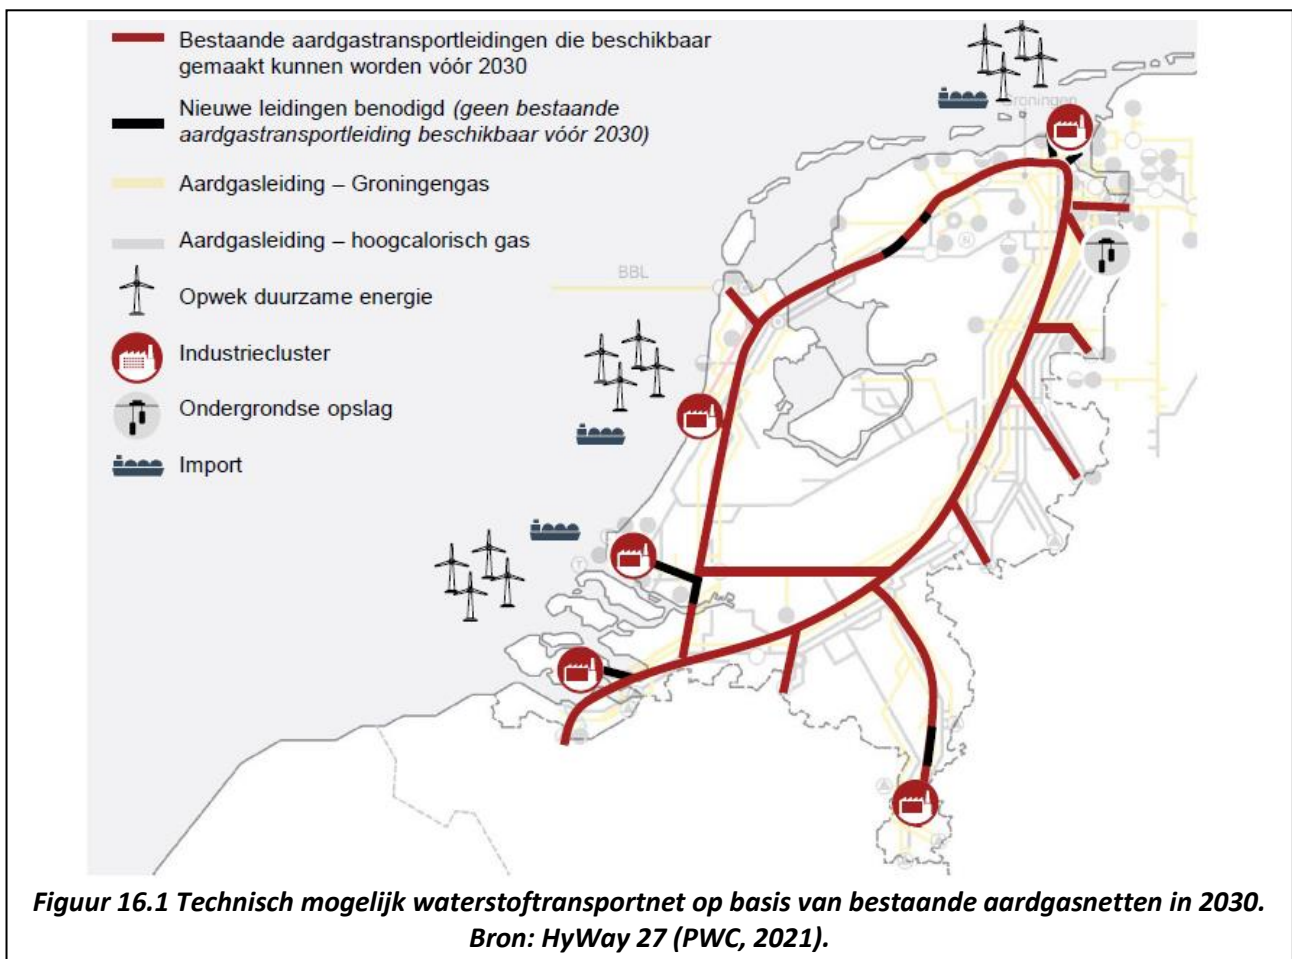 Bestaande aardgastransportleidingen die beschikbaar
gemaakt kunnen worden vóór 2030
Nieuwe leidingen benodigd (geen bestaande
aardgastransportleiding beschikbaar vóór 2030)
Aardgasleiding – Groningengas
Aardgasleiding – hoogcalorisch gas
Opwek duurzame energie
Industriecluster
Ondergrondse opslag
Import
Groningen
N
BBL
T
Figuur 16.1 Technisch mogelijk waterstoftransportnet op basis van bestaande aardgasnetten in 2030.
Bron: HyWay 27 (PWC, 2021).